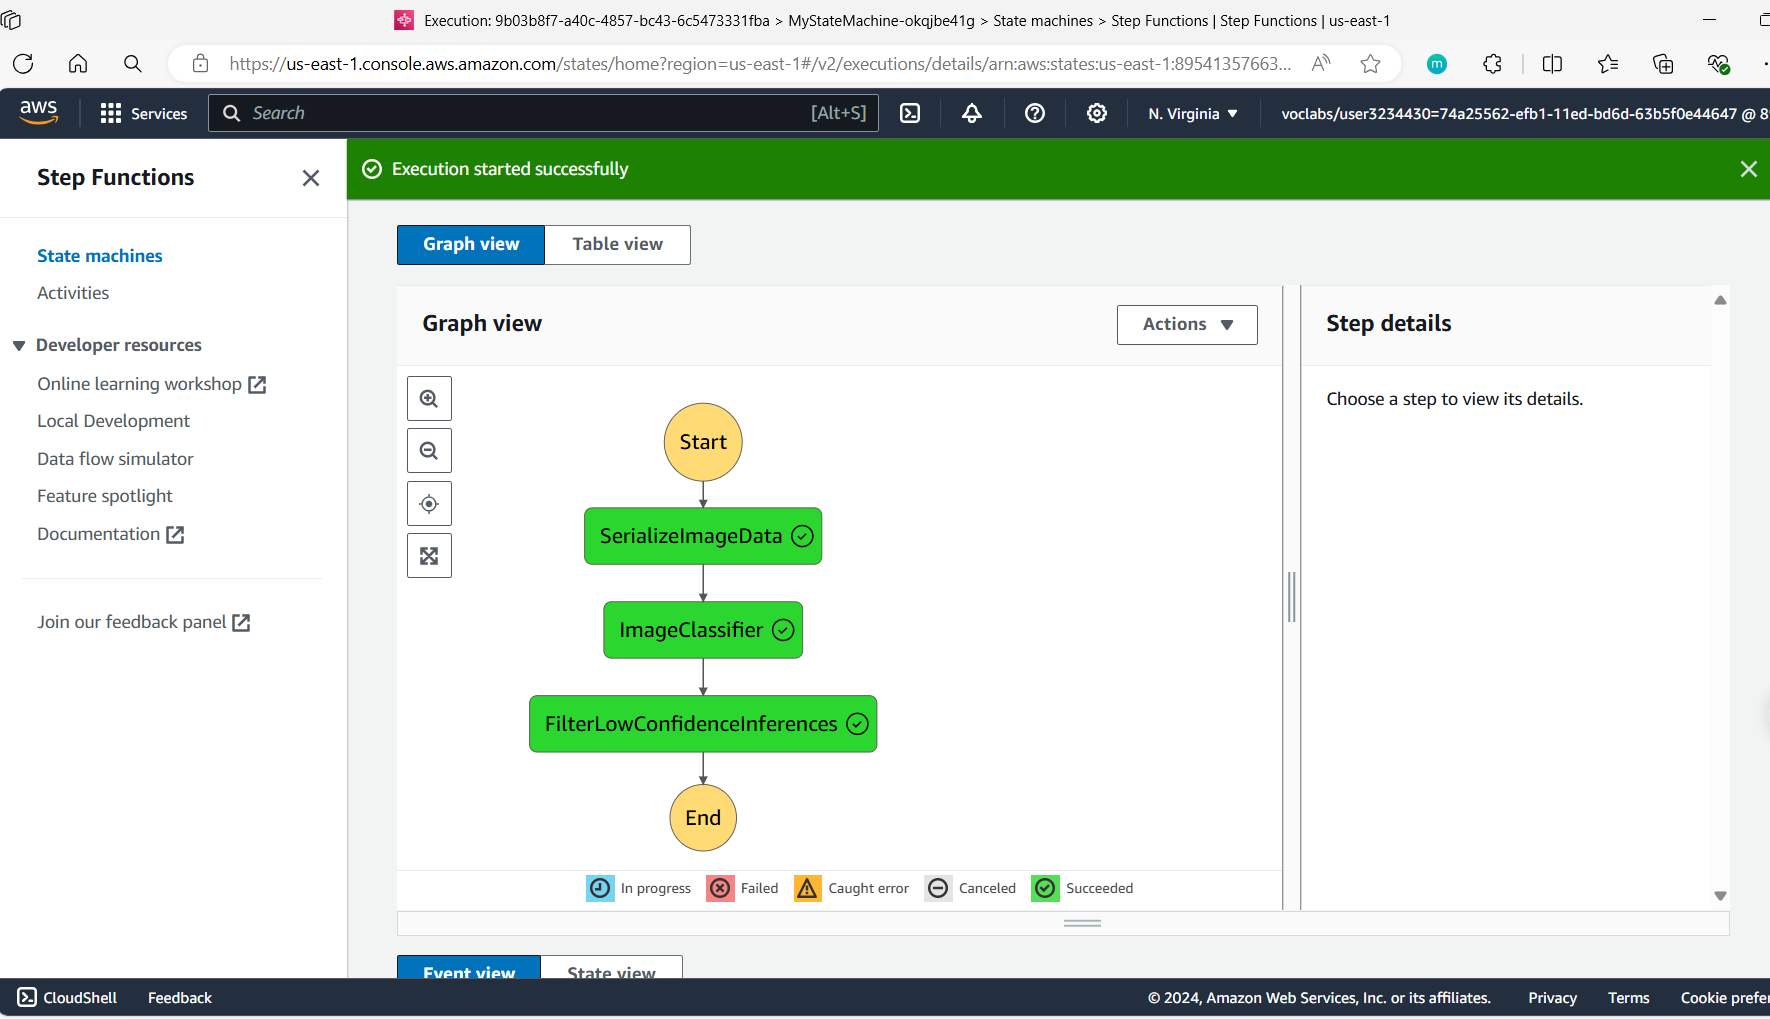 Execution: 9b03b8f7-a40c-4857-bc43-6c5473331fba > MyStateMachine-okqjbe41g > State machines > Step Functions | Step Functions | us-east-1
https://us-east-1.console.aws.amazon.com/states/home?region=us-east-1#/v2/executions/details/arn:aws:states:us-east-1:89541357663...
m
aws
Services
Search
[Alt+S]
N. Virginia
voclabs/user3234430=74a25562-efb1-11ed-bd6d-63b5f0e44647 @ 8
Step Functions
State machines
Activities
Developer resources
Online learning workshop
Local Development
Data flow simulator
Feature spotlight
Documentation
Join our feedback panel
Execution started successfully
Graph view
Table view
Graph view
Actions
Start
SerializeImageData
ImageClassifier
FilterLowConfidenceInferences
End
In progress
Failed
Caught error
Canceled
Succeeded
Step details
Choose a step to view its details.
Event view
State view
CloudShell
Feedback
© 2024, Amazon Web Services, Inc. or its affiliates.
Privacy
Terms
Cookie prefer